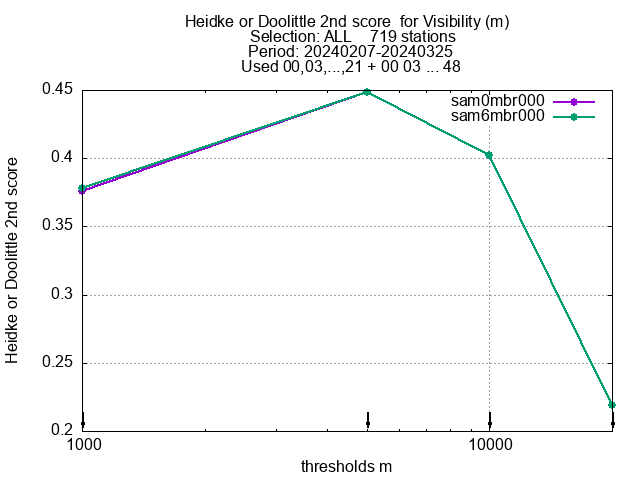 Heidke or Doolittle 2nd score  for Visibility (m)
Selection: ALL    719 stations
Period: 20240207-20240325
Used 00,03,...,21 + 00 03 ... 48
sam0mbr000
sam6mbr000
0.45
0.4
0.35
0.3
0.25
0.2
Heidke or Doolittle 2nd score
1000
10000
thresholds m